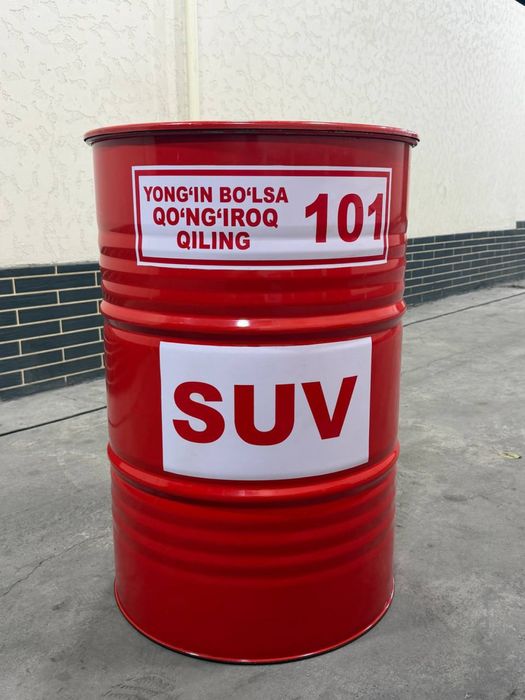 YONG‘IN BO‘LSA
QO‘NG‘IROQ
QILING
101
SUV